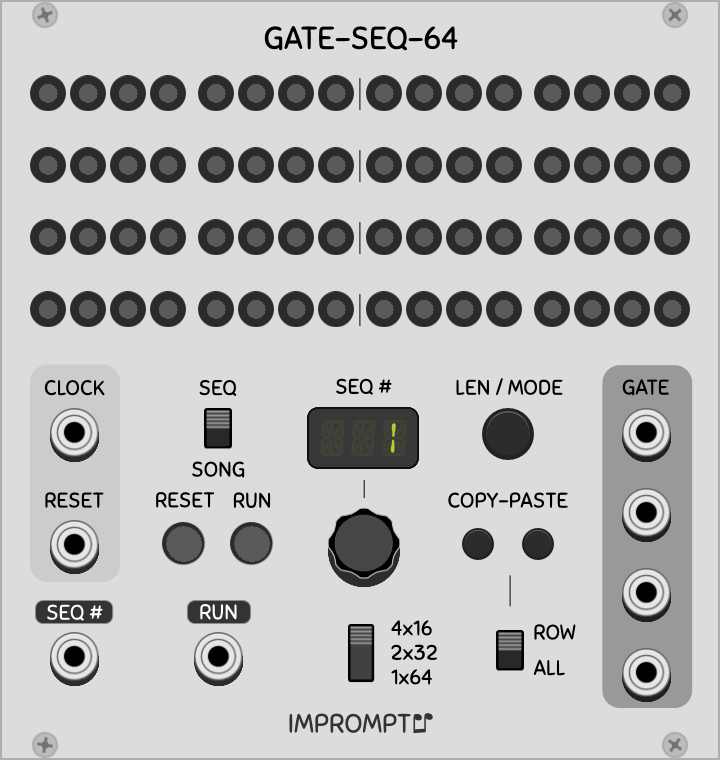 GATE-SEQ-64
CLOCK
SEQ
SEQ #
LEN / MODE
GATE
1
SONG
RESET
RESET
RUN
COPY-PASTE
SEQ #
RUN
4x16
2x32
1x64
ROW
ALL
IMPROMPTU